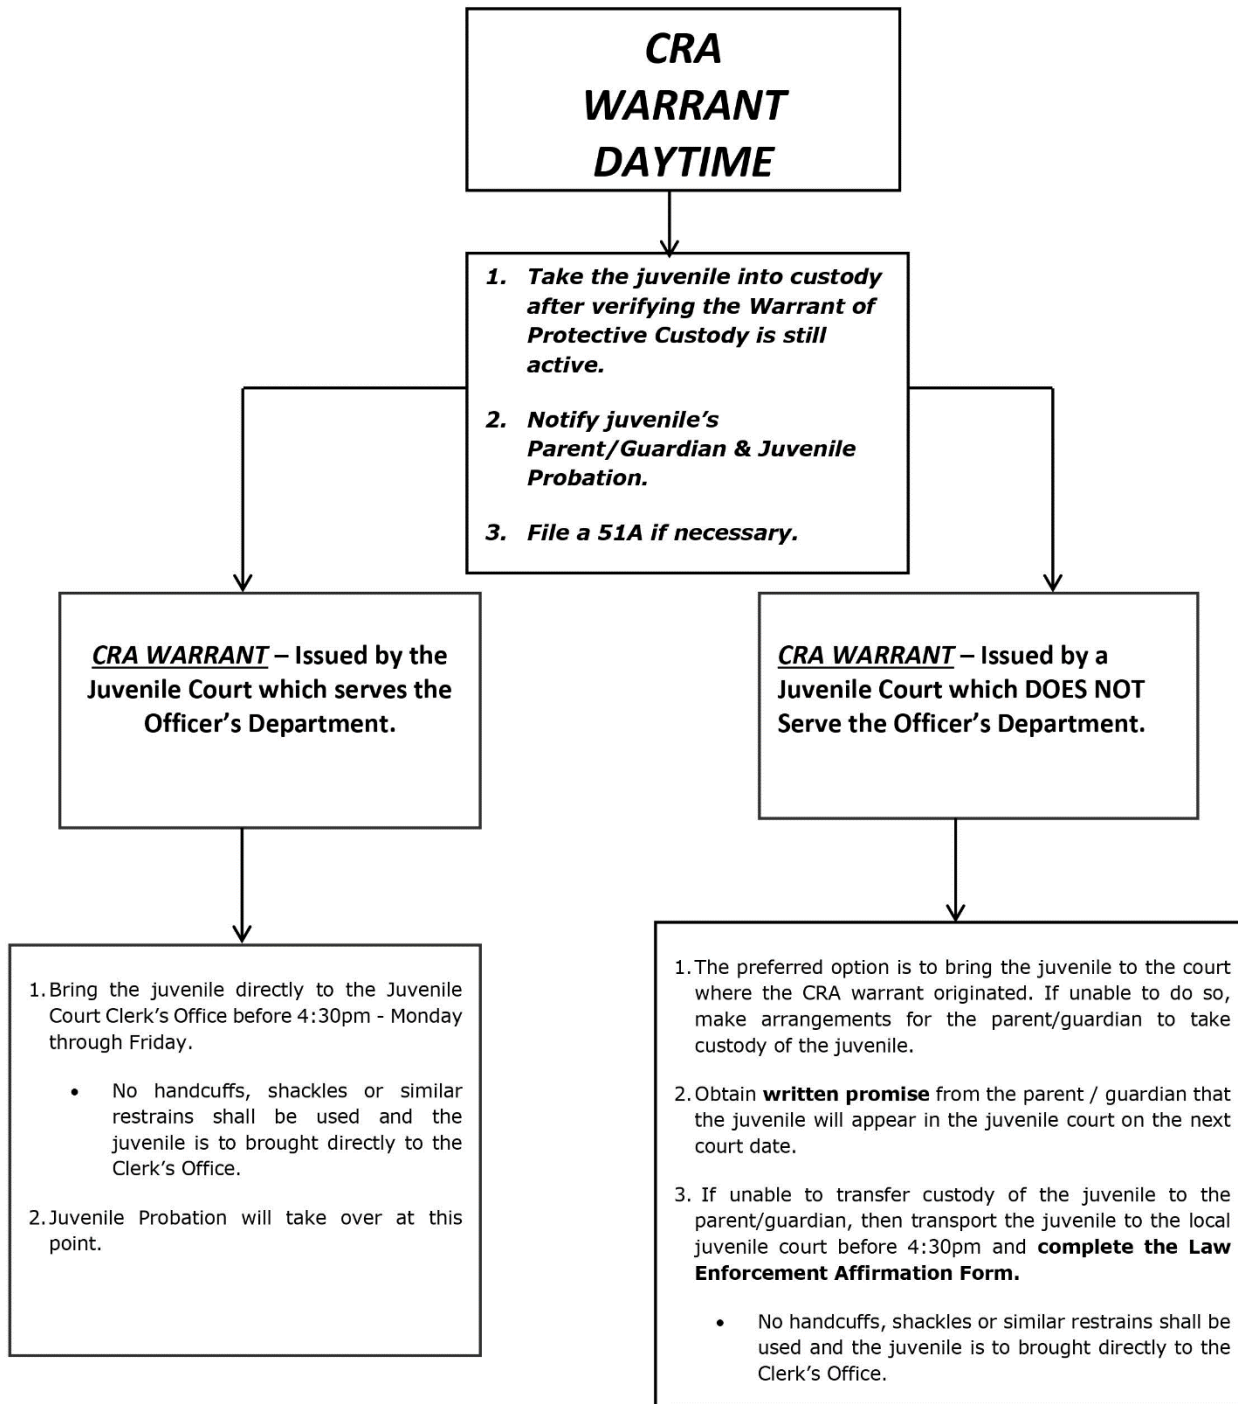 CRA
WARRANT
DAYTIME
1. Take the juvenile into custody
after verifying the Warrant of
Protective Custody is still
active.
2. Notify juvenile’s
Parent/Guardian & Juvenile
Probation.
3. File a 51A if necessary.
CRA WARRANT – Issued by the
Juvenile Court which serves the
Officer’s Department.
CRA WARRANT – Issued by a
Juvenile Court which DOES NOT
Serve the Officer’s Department.
1. Bring the juvenile directly to the Juvenile
Court Clerk’s Office before 4:30pm - Monday
through Friday.
• No handcuffs, shackles or similar
restrains shall be used and the
juvenile is to brought directly to the
Clerk’s Office.
2. Juvenile Probation will take over at this
point.
1. The preferred option is to bring the juvenile to the court
where the CRA warrant originated. If unable to do so,
make arrangements for the parent/guardian to take
custody of the juvenile.
2. Obtain written promise from the parent / guardian that
the juvenile will appear in the juvenile court on the next
court date.
3. If unable to transfer custody of the juvenile to the
parent/guardian, then transport the juvenile to the local
juvenile court before 4:30pm and complete the Law
Enforcement Affirmation Form.
• No handcuffs, shackles or similar restrains shall be
used and the juvenile is to brought directly to the
Clerk’s Office.